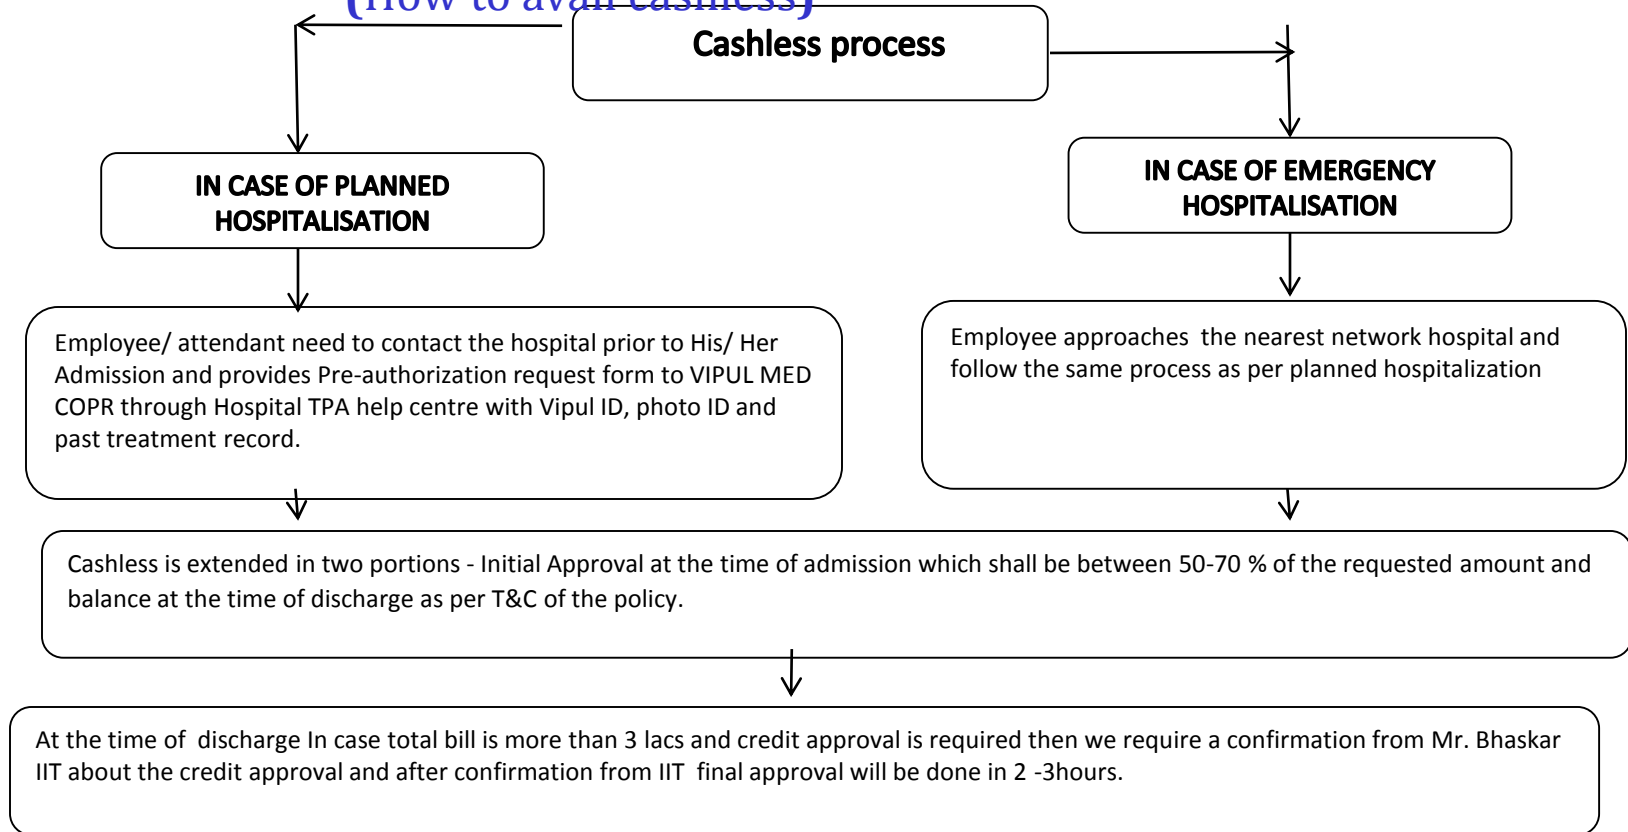 (How to avail cashless)
Cashless process
IN CASE OF PLANNED
HOSPITALISATION
IN CASE OF EMERGENCY
HOSPITALISATION
Employee/ attendant need to contact the hospital prior to His/ Her
Admission and provides Pre-authorization request form to VIPUL MED
COPR through Hospital TPA help centre with Vipul ID, photo ID and
past treatment record.
Employee approaches the nearest network hospital and
follow the same process as per planned hospitalization
Cashless is extended in two portions - Initial Approval at the time of admission which shall be between 50-70 % of the requested amount and
balance at the time of discharge as per T&C of the policy.
At the time of discharge In case total bill is more than 3 lacs and credit approval is required then we require a confirmation from Mr. Bhaskar
IIT about the credit approval and after confirmation from IIT final approval will be done in 2 -3hours.